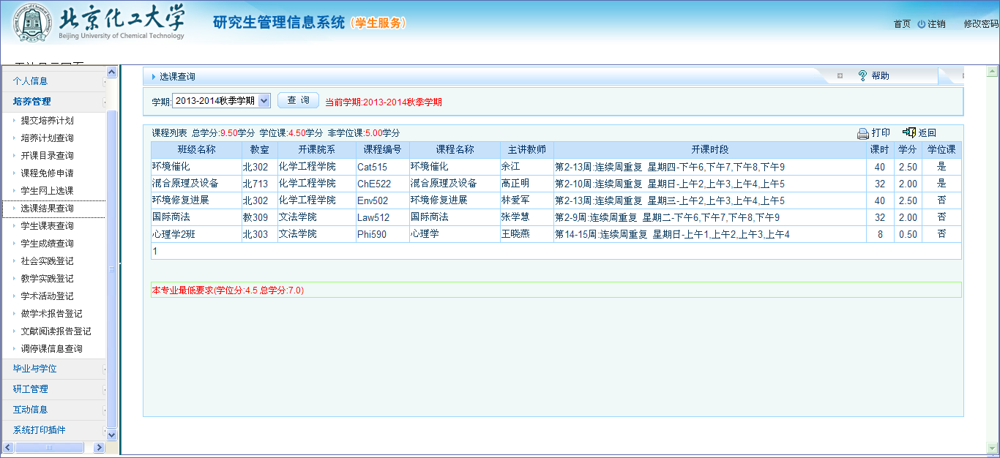 北京化工大学
Beijing University of Chemical Technology
研究生管理信息系统(学生服务)
首页 注销 修改密码
个人信息
培养管理
提交培养计划
培养计划查询
开课目录查询
课程免修申请
学生网上选课
选课结果查询
学生课表查询
学生成绩查询
社会实践登记
教学实践登记
学术活动登记
做学术报告登记
文献阅读报告登记
调停课信息查询
毕业与学位
研工管理
互动信息
系统打印插件
选课查询 帮助
学期: 2013-2014秋季学期 查 询 当前学期:2013-2014秋季学期
课程列表 总学分:9.50学分 学位课:4.50学分 非学位课:5.00学分 打印 返回
班级名称 教室 开课院系 课程编号 课程名称 主讲教师 开课时段 课时 学分 学位课
环境催化 北302 化学工程学院 Cat515 环境催化 余江 第2-13周:连续周重复 星期四-下午6,下午7,下午8,下午9 40 2.50 是
混合原理及设备 北713 化学工程学院 ChE522 混合原理及设备 高正明 第2-10周:连续周重复 星期日-上午2,上午3,上午4,上午5 32 2.00 是
环境修复进展 北302 化学工程学院 Env502 环境修复进展 林爱军 第2-13周:连续周重复 星期三-上午2,上午3,上午4,上午5 40 2.50 否
国际商法 教309 文法学院 Law512 国际商法 张学慧 第2-9周:连续周重复 星期二-下午6,下午7,下午8,下午9 32 2.00 否
心理学2班 北303 文法学院 Phi590 心理学 王晓燕 第14-15周:连续周重复 星期日-上午1,上午2,上午3,上午4 8 0.50 否
1
本专业最低要求(学位分:4.5 总学分:7.0)